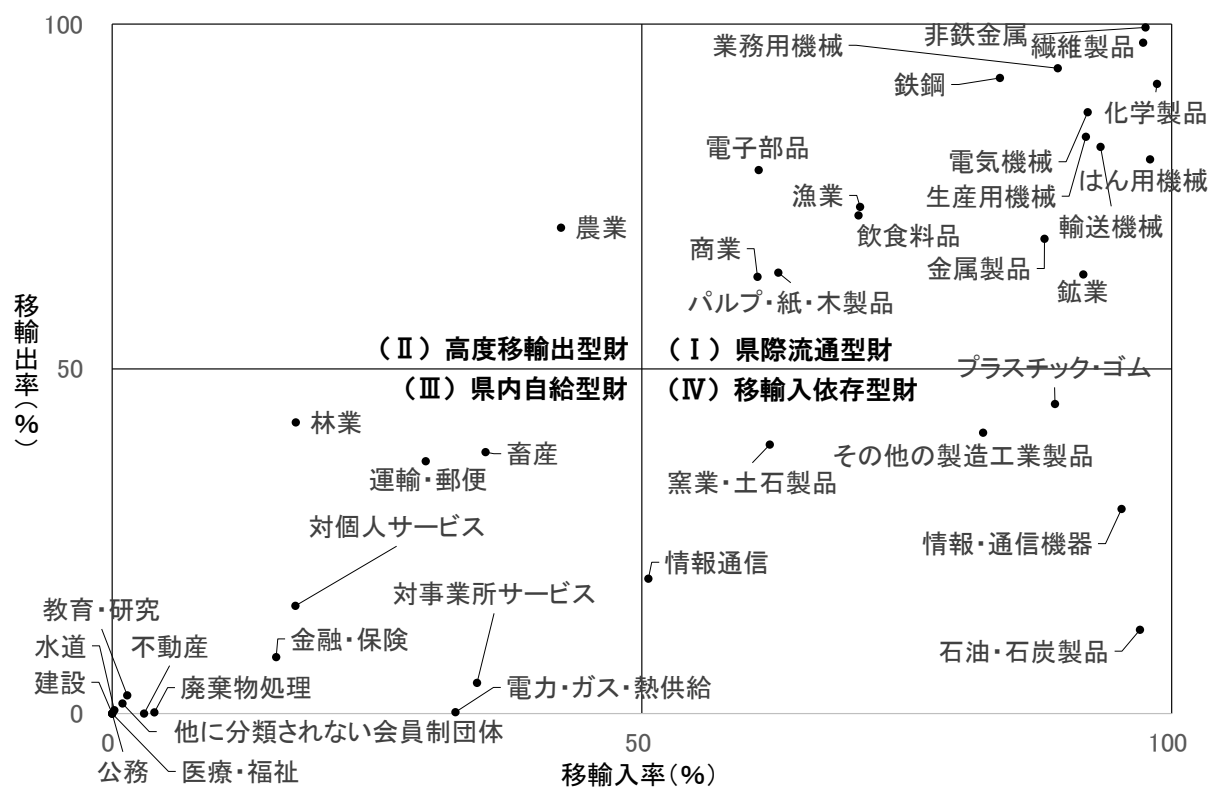 100
非鉄金属
業務用機械
繊維製品
鉄鋼
化学製品
電子部品
電気機械
はん用機械
漁業
生産用機械
農業
飲食料品
輸送機械
商業
金属製品
パルプ・紙・木製品
鉱業
移輸出率(%)
(Ⅱ)高度移輸出型財
(Ⅰ)県際流通型財
50
(Ⅲ)県内自給型財
(Ⅳ)移輸入依存型財
プラスチック・ゴム
林業
畜産
その他の製造工業製品
運輸・郵便
窯業・土石製品
対個人サービス
情報・通信機器
情報通信
対事業所サービス
教育・研究
水道
不動産
金融・保険
石油・石炭製品
建設
廃棄物処理
電力・ガス・熱供給
0
他に分類されない会員制団体
0
50
100
公務
医療・福祉
移輸入率(%)